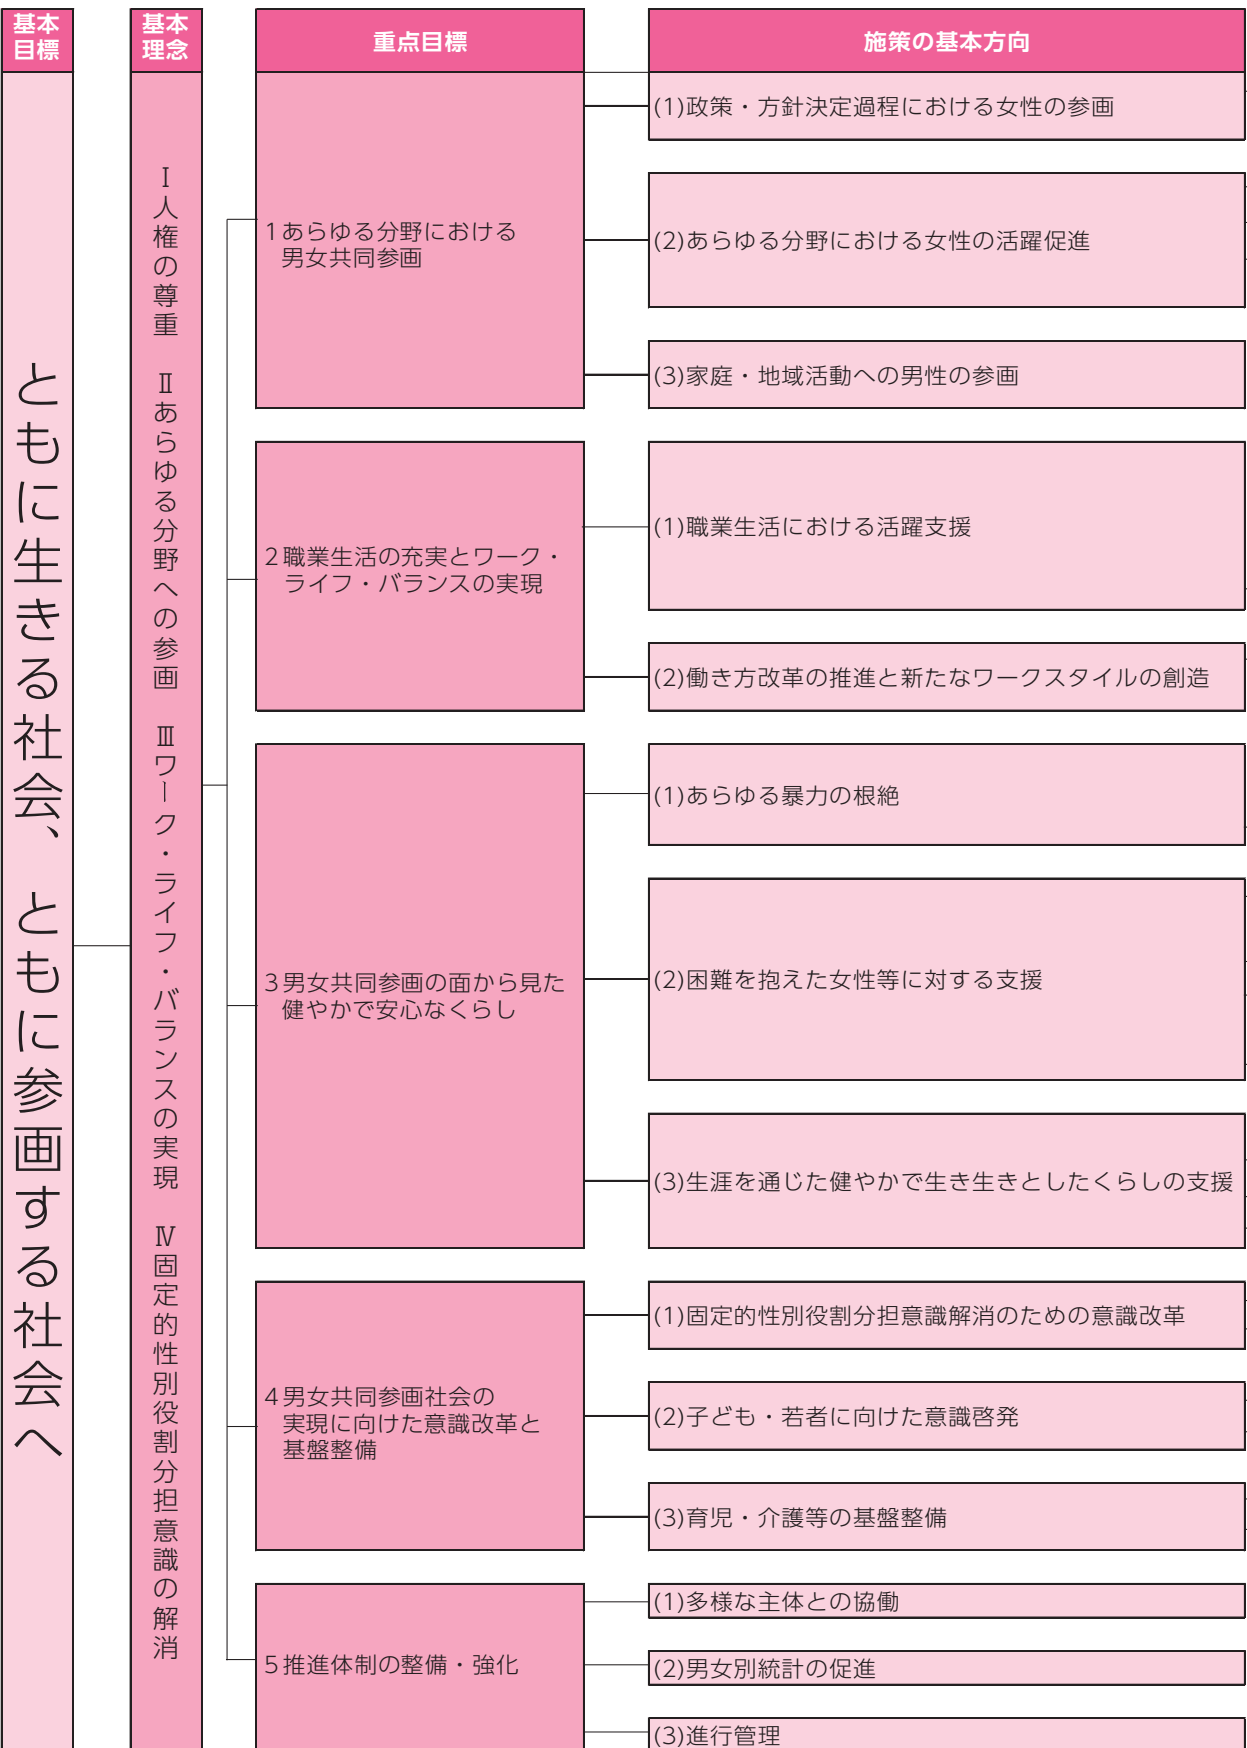 基本
目標
基本
理念
重点目標
施策の基本方向
ともに生きる社会、ともに参画する社会へ
Ⅰ人権の尊重　Ⅱあらゆる分野への参画　Ⅲワーク・ライフ・バランスの実現　Ⅳ固定的性別役割分担意識の解消
1あらゆる分野における
男女共同参画
(1)政策・方針決定過程における女性の参画
(2)あらゆる分野における女性の活躍促進
(3)家庭・地域活動への男性の参画
2職業生活の充実とワーク・
ライフ・バランスの実現
(1)職業生活における活躍支援
(2)働き方改革の推進と新たなワークスタイルの創造
3男女共同参画の面から見た
健やかで安心なくらし
(1)あらゆる暴力の根絶
(2)困難を抱えた女性等に対する支援
(3)生涯を通じた健やかで生き生きとしたくらしの支援
4男女共同参画社会の
実現に向けた意識改革と
基盤整備
(1)固定的性別役割分担意識解消のための意識改革
(2)子ども・若者に向けた意識啓発
(3)育児・介護等の基盤整備
5推進体制の整備・強化
(1)多様な主体との協働
(2)男女別統計の促進
(3)進行管理